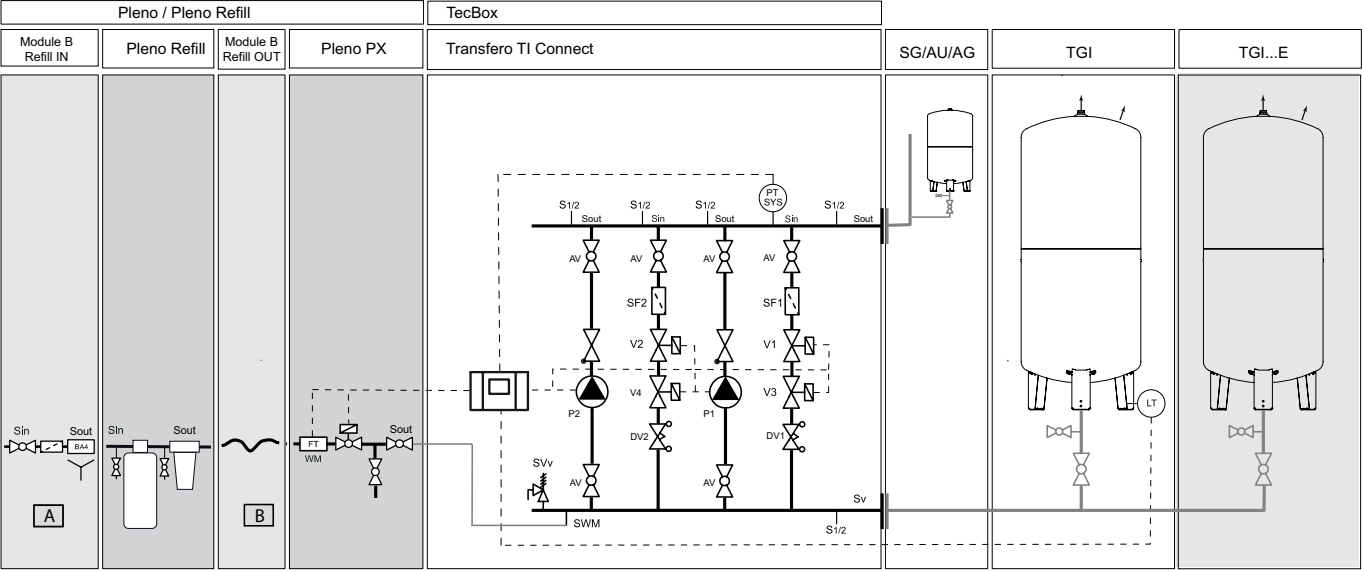 Pleno / Pleno Refill
TecBox
Module B
Refill IN
Pleno Refill
Module B
Refill OUT
Pleno PX
Transfero TI Connect
SG/AU/AG
TGI
TGI...E
PT
SYS
S1/2
S1/2
S1/2
S1/2
Sout
Sin
Sout
Sin
Sout
AV
AV
AV
AV
SF2
SF1
V2
V1
V4
V3
P2
P1
LT
Sin
Sout
SIn
Sout
Sout
BA4
FT
WM
DV2
DV1
SVv
AV
AV
Sv
A
B
SWM
S1/2